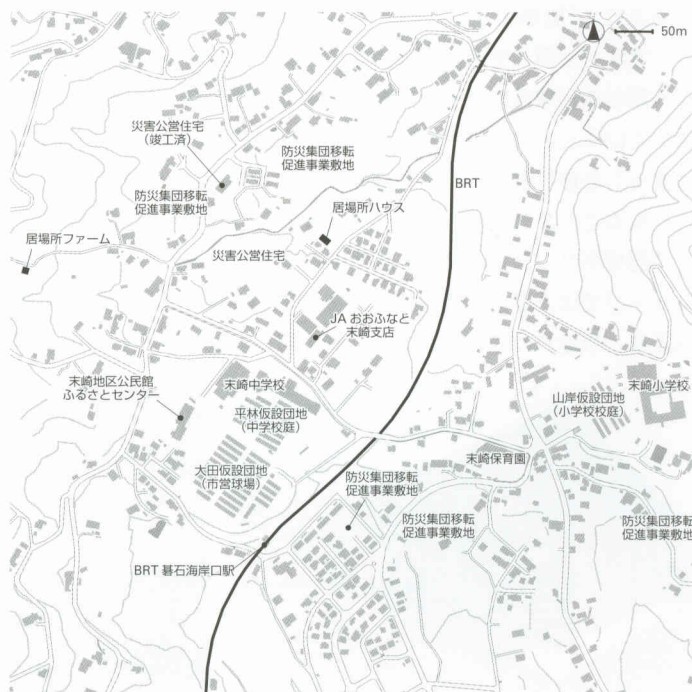 50m
災害公営住宅
(竣工済)
防災集団移転
促進事業敷地
BRT
防災集団移転
促進事業敷地
居場所ハウス
居場所ファーム
災害公営住宅
JA おおふなと
末崎支店
末崎地区公民館
ふるさとセンター
末崎中学校
平林仮設団地
(中学校庭)
末崎小学校
山岸仮設団地
(小学校校庭)
大田仮設団地
(市営球場)
末崎保育園
防災集団移転
促進事業敷地
防災集団移転
促進事業敷地
防災集団移転
促進事業敷地
BRT 碁石海岸口駅